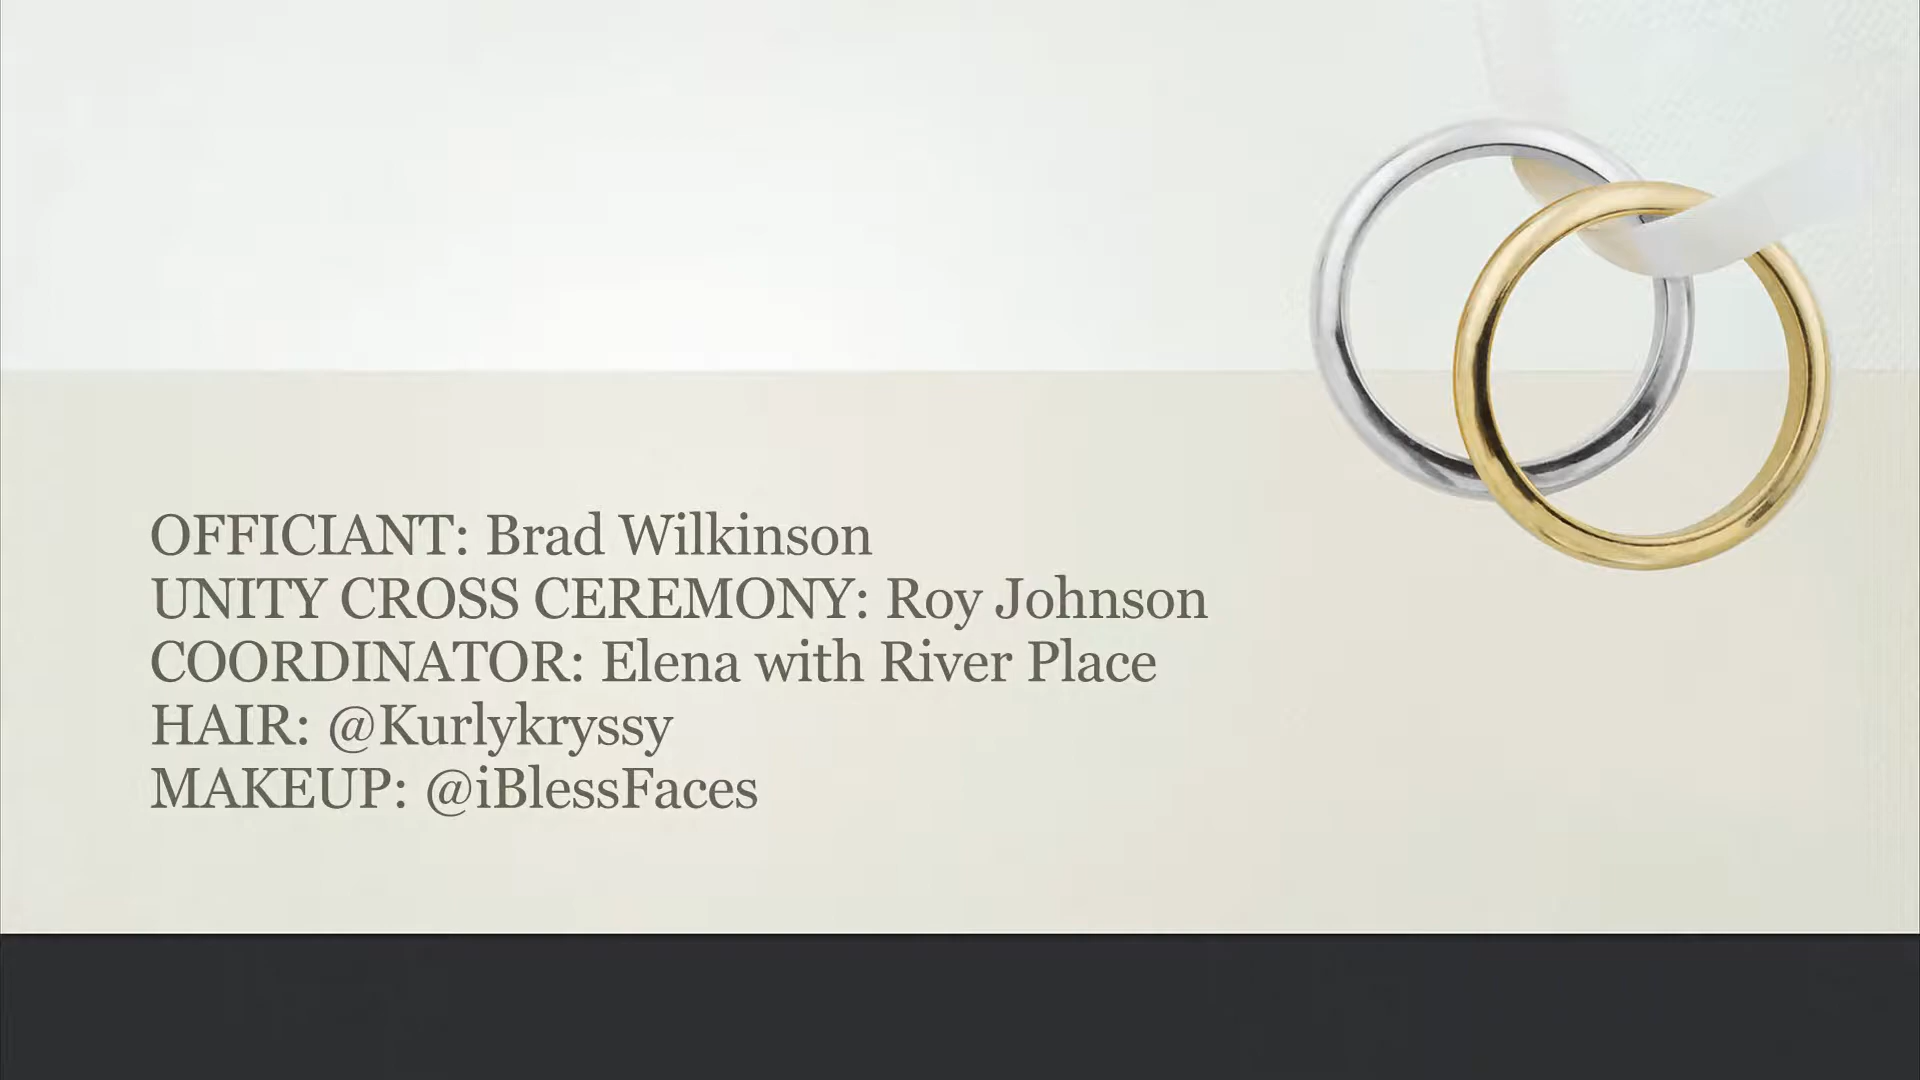 OFFICIANT: Brad Wilkinson
UNITY CROSS CEREMONY: Roy Johnson
COORDINATOR: Elena with River Place
HAIR: @Kurlykryssy
MAKEUP: @iBlessFaces